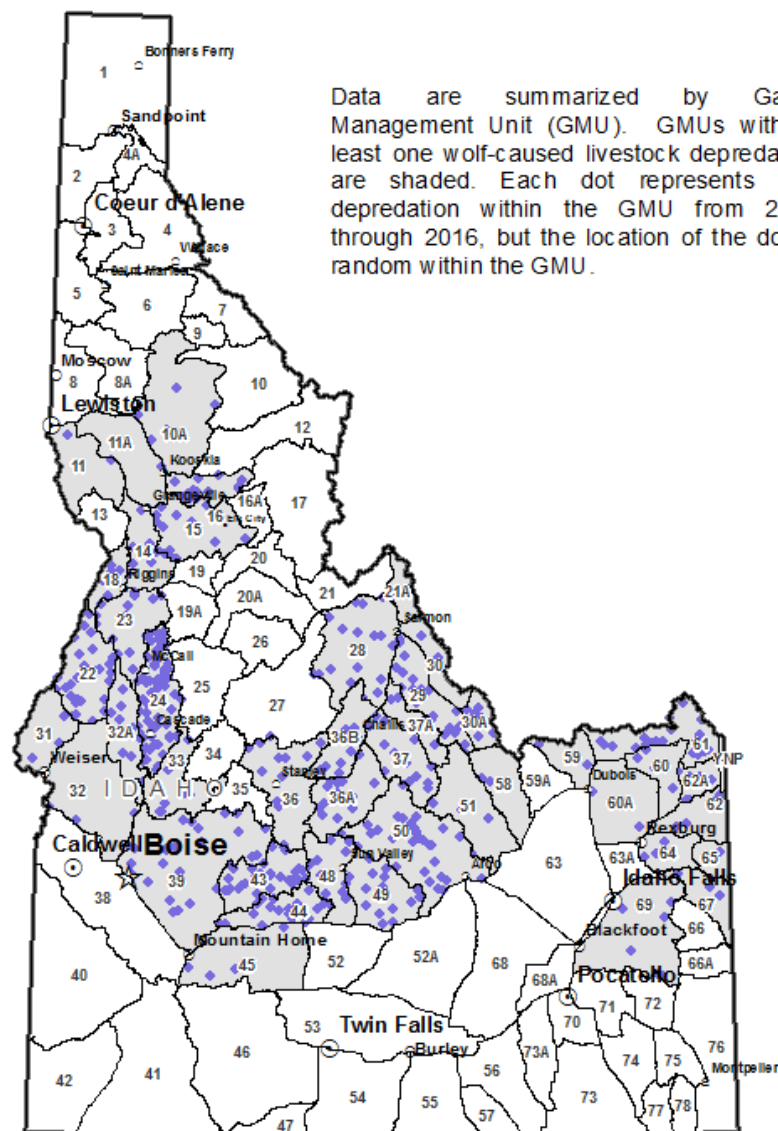 1
Bonners Ferry
Data are summarized by Ga
Management Unit (GMU). GMUs with
least one wolf-caused livestock depreda
are shaded. Each dot represents
depredation within the GMU from 2
through 2016, but the location of the do
random within the GMU.
Sandpoint
4A
2
Coeur d'Alene
3
4
Wallace
Saint Maries
5
6
7
9
Moscow
8
8A
10
Lewiston
12
10A
11A
11
Kooskia
Grangeville
16A
17
13
16
Elk City
15
14
20
18
Riggins
19
21
21A
20A
19A
Salmon
23
26
28
30
McCall
22
25
29
24
27
30A
Challis
37A
31
32A
Cascade
36B
61
33
34
37
59
60
YNP
Weiser
Stanley
59A
Dubois
62A
32
IDAHO
35
36
36A
51
58
60A
62
50
Rexburg
Caldwell
Boise
Sun Valley
Arco
63
63A
64
65
39
43
48
49
Idaho Falls
38
44
69
67
66
Mountain Home
Blackfoot
45
52
52A
68
66A
40
68A
Pocatello
72
71
70
53
Twin Falls
46
Burley
73A
74
75
76
42
41
56
Montpelier
54
55
73
57
77
78
47